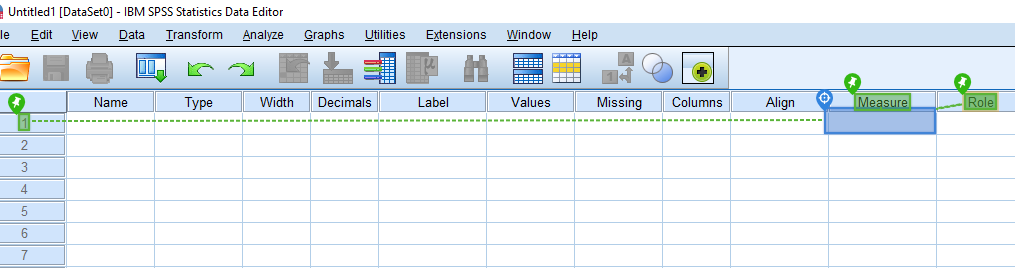 Untitled1 [DataSet0] - IBM SPSS Statistics Data Editor
le Edit View Data Transform Analyze Graphs Utilities Extensions Window Help
A
1
Name Type Width Decimals Label Values Missing Columns Align Measure Role
1
2
3
4
5
6
7